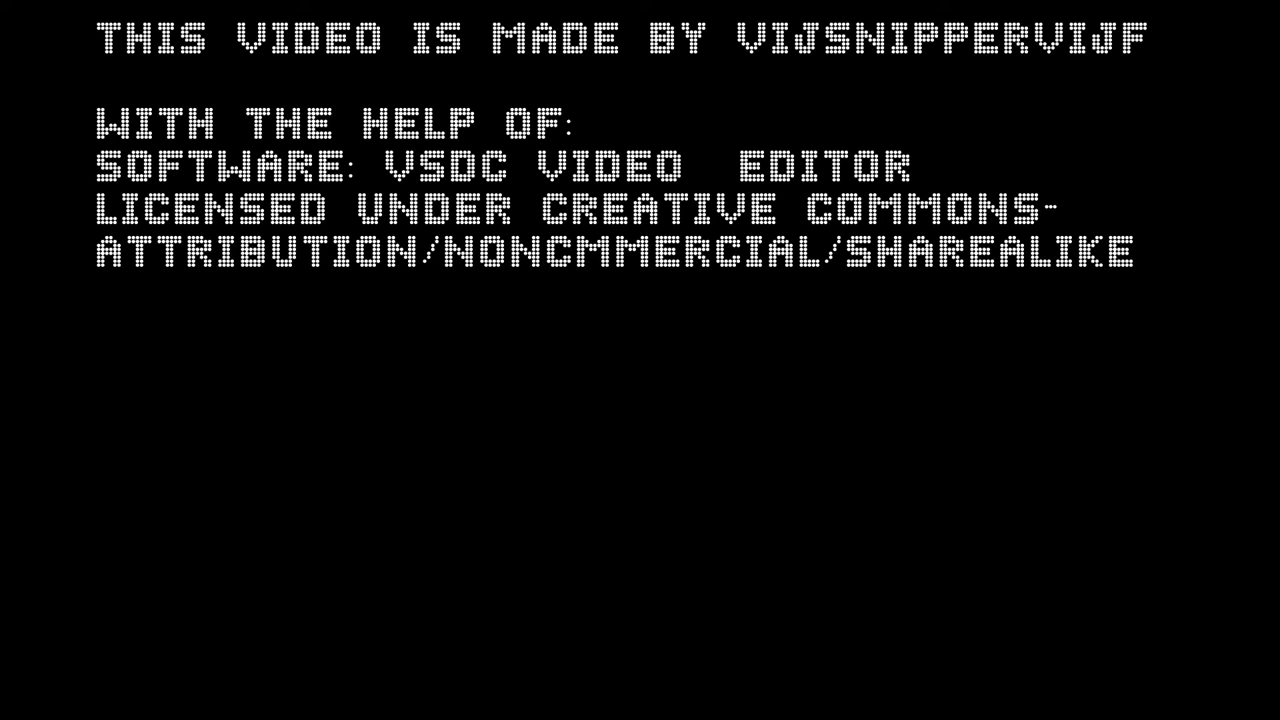 THIS VIDEO IS MADE BY VIJSNIPPERVIJF
WITH THE HELP OF:
SOFTWARE: VSDC VIDEO  EDITOR
LICENSED UNDER CREATIVE COMMONS-
ATTRIBUTION/NONCMMERCIAL/SHAREALIKE